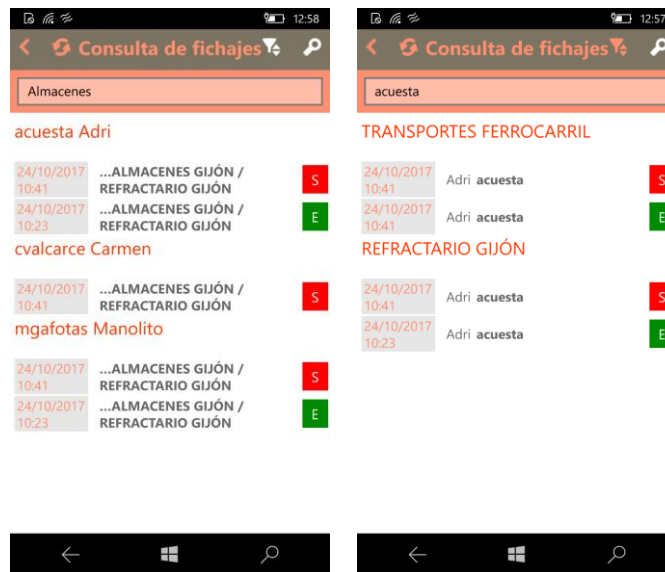 12:58
Consulta de fichajes
Almacenes
acuesta Adri
24/10/2017 ...ALMACENES GIJÓN /
10:41 REFRACTARIO GIJÓN S
24/10/2017 ...ALMACENES GIJÓN /
10:23 REFRACTARIO GIJÓN E
cvalcarce Carmen
24/10/2017 ...ALMACENES GIJÓN /
10:41 REFRACTARIO GIJÓN S
mgafotas Manolito
24/10/2017 ...ALMACENES GIJÓN /
10:41 REFRACTARIO GIJÓN S
24/10/2017 ...ALMACENES GIJÓN /
10:23 REFRACTARIO GIJÓN E
12:57
Consulta de fichajes
acuesta
TRANSPORTES FERROCARRIL
24/10/2017
10:41 Adri acuesta S
24/10/2017
10:41 Adri acuesta E
REFRACTARIO GIJÓN
24/10/2017
10:41 Adri acuesta S
24/10/2017
10:23 Adri acuesta E